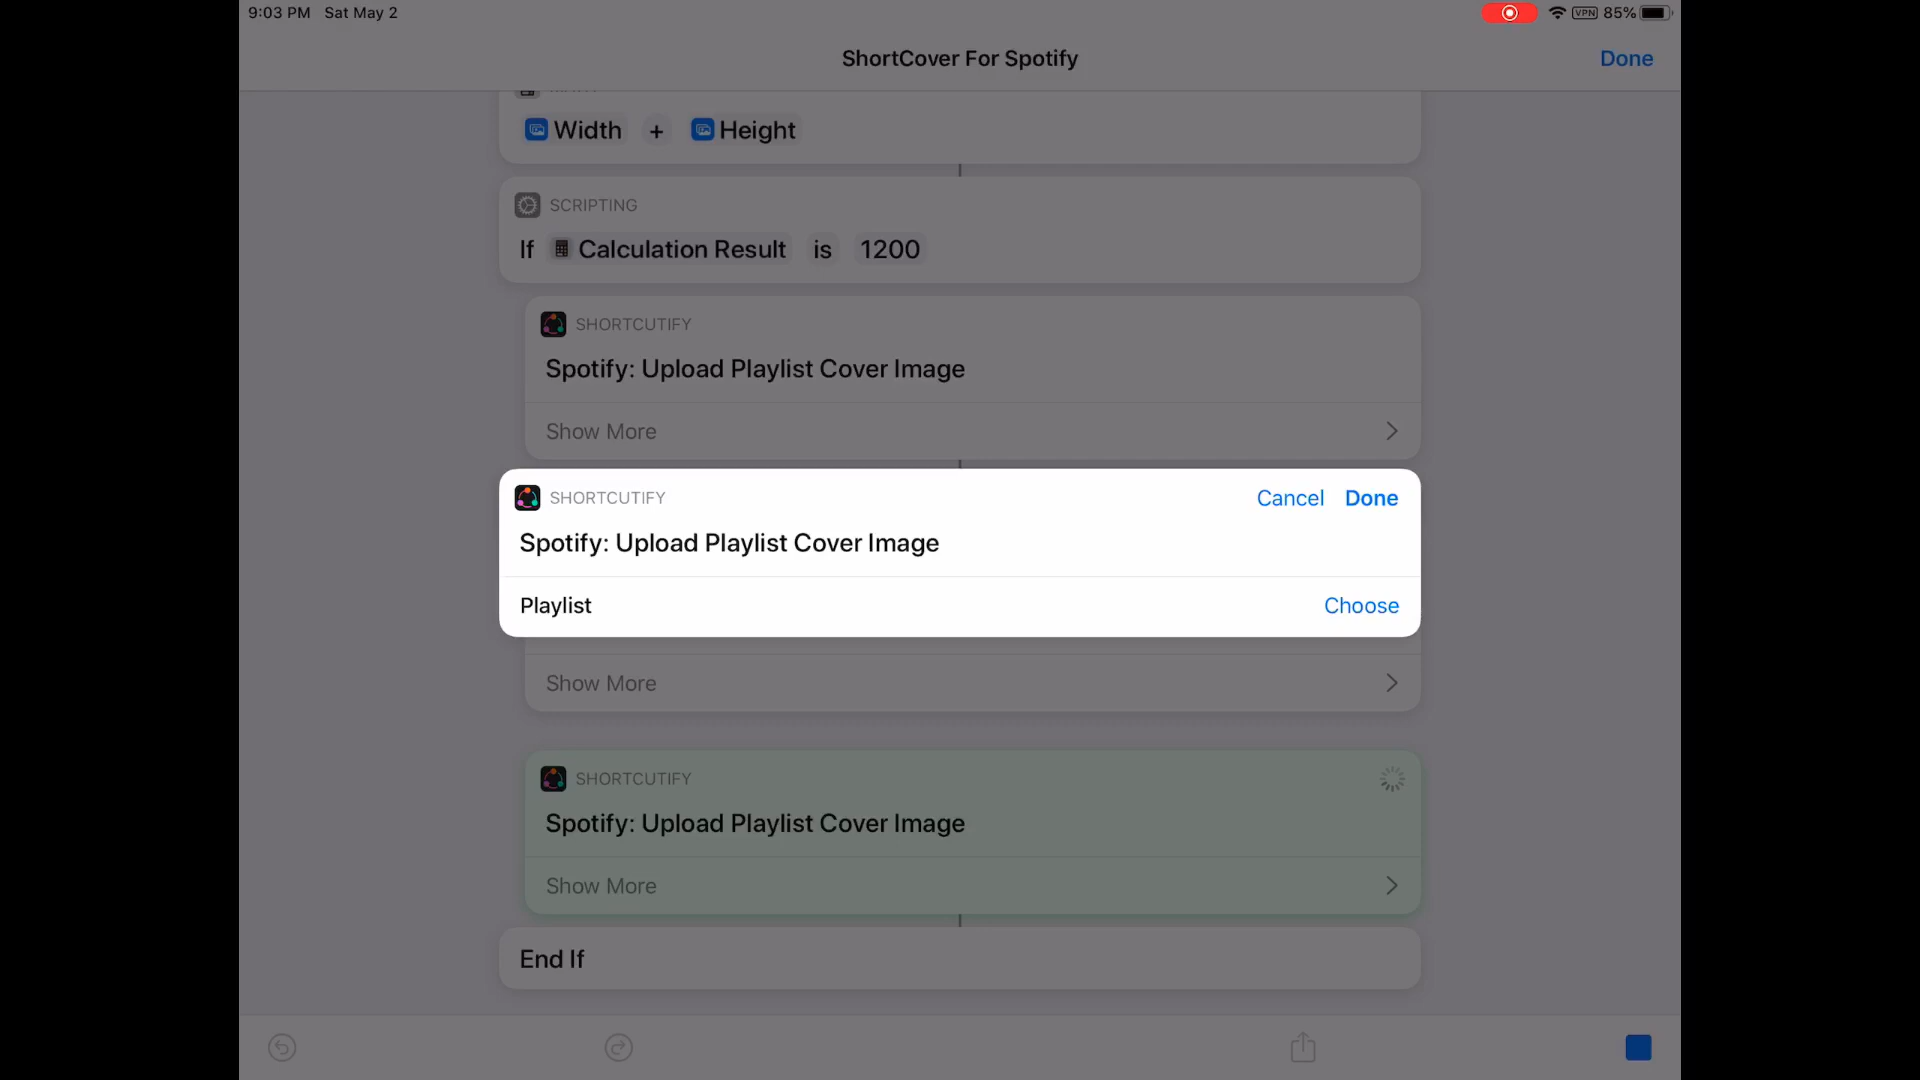 9:03 PM Sat May 2
VPN 85%
ShortCover For Spotify
Done
Width + Height
SCRIPTING
If Calculation Result is 1200
SHORTCUTIFY
Spotify: Upload Playlist Cover Image
Show More
SHORTCUTIFY
Cancel Done
Spotify: Upload Playlist Cover Image
Playlist
Choose
Show More
SHORTCUTIFY
Spotify: Upload Playlist Cover Image
Show More
End If